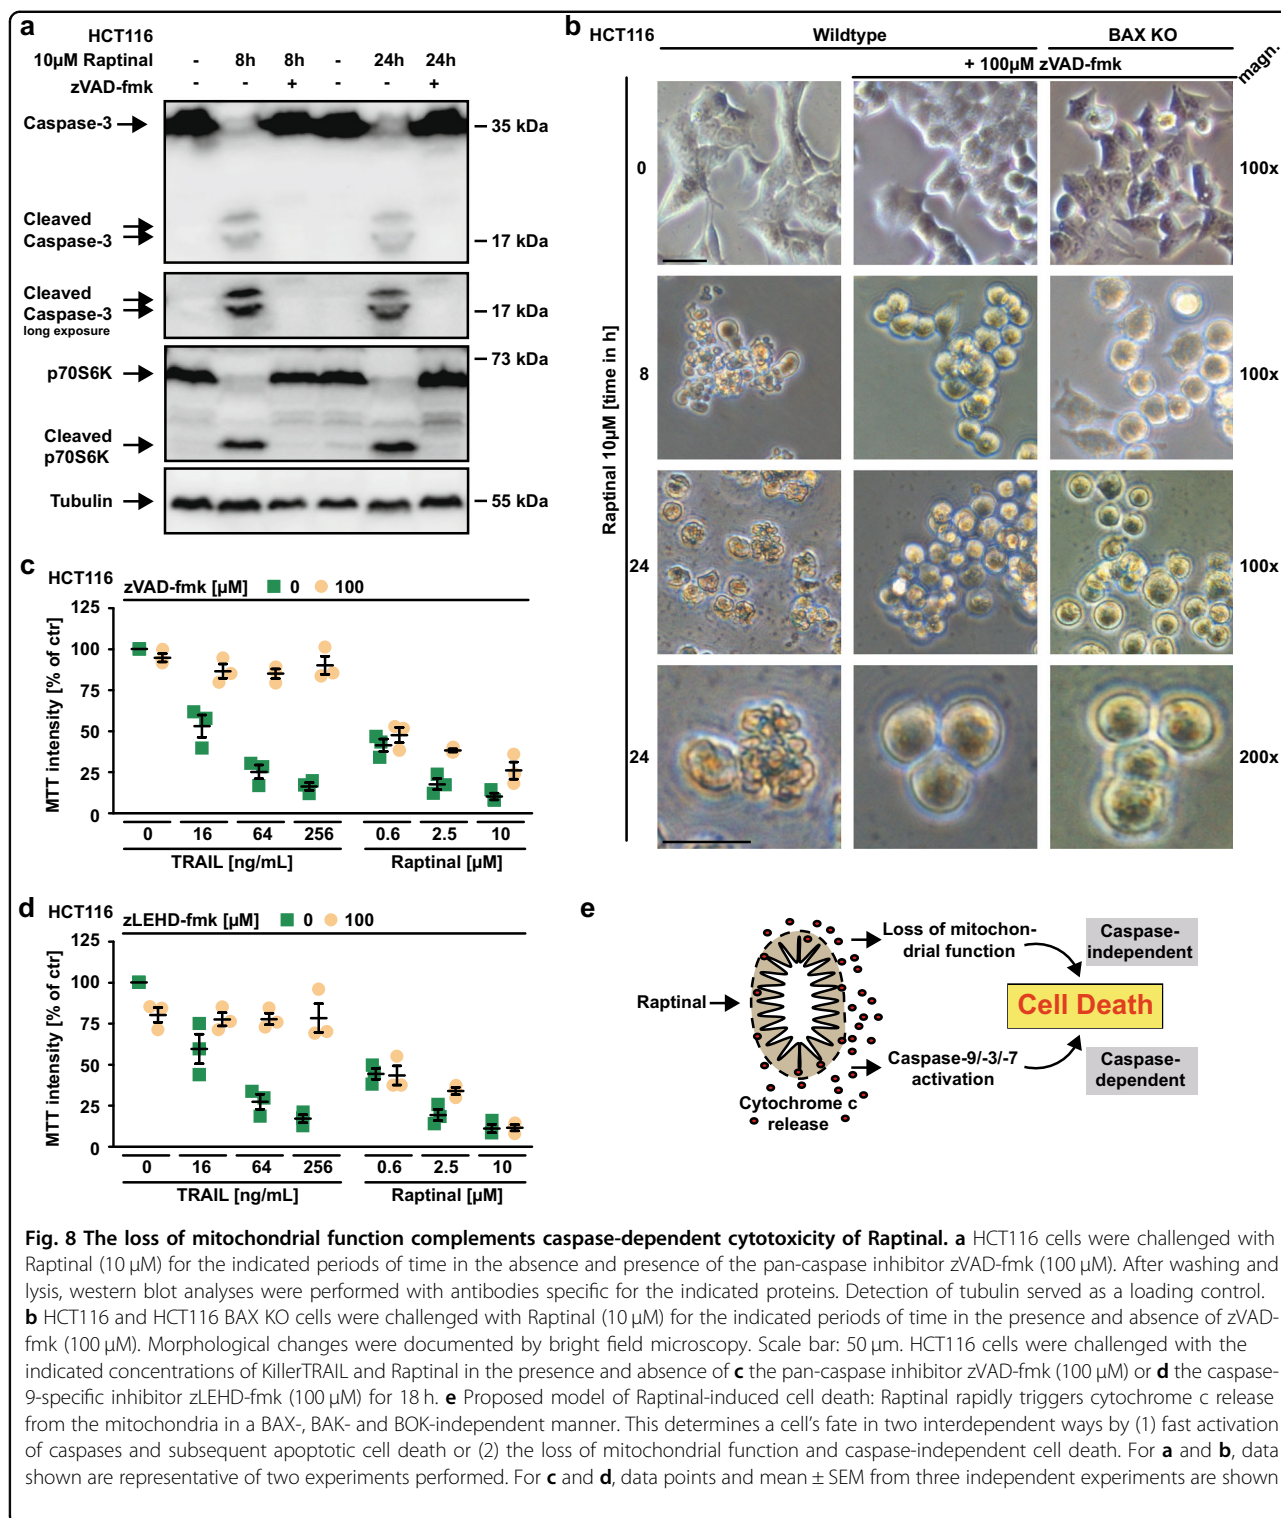 a
HCT116
10µM Raptinal - 8h 8h - 24h 24h
zVAD-fmk - - + - - +
Caspase-3
35 kDa
Cleaved
Caspase-3
17 kDa
Cleaved
Caspase-3
long exposure
17 kDa
73 kDa
p70S6K
Cleaved
p70S6K
Tubulin
55 kDa
b
HCT116 Wildtype BAX KO
+ 100µM zVAD-fmk
magn.
Raptinal 10µM [time in h]
0
100x
8
100x
24
100x
24
200x
c
HCT116
zVAD-fmk [µM] 0 100
MTT intensity [% of ctr]
125
100
75
50
25
0
0 16 64 256 0.6 2.5 10
TRAIL [ng/mL] Raptinal [µM]
d
HCT116
zLEHD-fmk [µM] 0 100
MTT intensity [% of ctr]
125
100
75
50
25
0
0 16 64 256 0.6 2.5 10
TRAIL [ng/mL] Raptinal [µM]
e
Raptinal
Loss of mitochon-
drial function
Caspase-
independent
Cell Death
Caspase-9/-3/-7
activation
Caspase-
dependent
Cytochrome c
release
Fig. 8 The loss of mitochondrial function complements caspase-dependent cytotoxicity of Raptinal. a HCT116 cells were challenged with
Raptinal (10 µM) for the indicated periods of time in the absence and presence of the pan-caspase inhibitor zVAD-fmk (100 µM). After washing and
lysis, western blot analyses were performed with antibodies specific for the indicated proteins. Detection of tubulin served as a loading control.
b HCT116 and HCT116 BAX KO cells were challenged with Raptinal (10 µM) for the indicated periods of time in the presence and absence of zVAD-
fmk (100 µM). Morphological changes were documented by bright field microscopy. Scale bar: 50 µm. HCT116 cells were challenged with the
indicated concentrations of KillerTRAIL and Raptinal in the presence and absence of c the pan-caspase inhibitor zVAD-fmk (100 µM) or d the caspase-
9-specific inhibitor zLEHD-fmk (100 µM) for 18 h. e Proposed model of Raptinal-induced cell death: Raptinal rapidly triggers cytochrome c release
from the mitochondria in a BAX-, BAK- and BOK-independent manner. This determines a cell's fate in two interdependent ways by (1) fast activation
of caspases and subsequent apoptotic cell death or (2) the loss of mitochondrial function and caspase-independent cell death. For a and b, data
shown are representative of two experiments performed. For c and d, data points and mean ± SEM from three independent experiments are shown